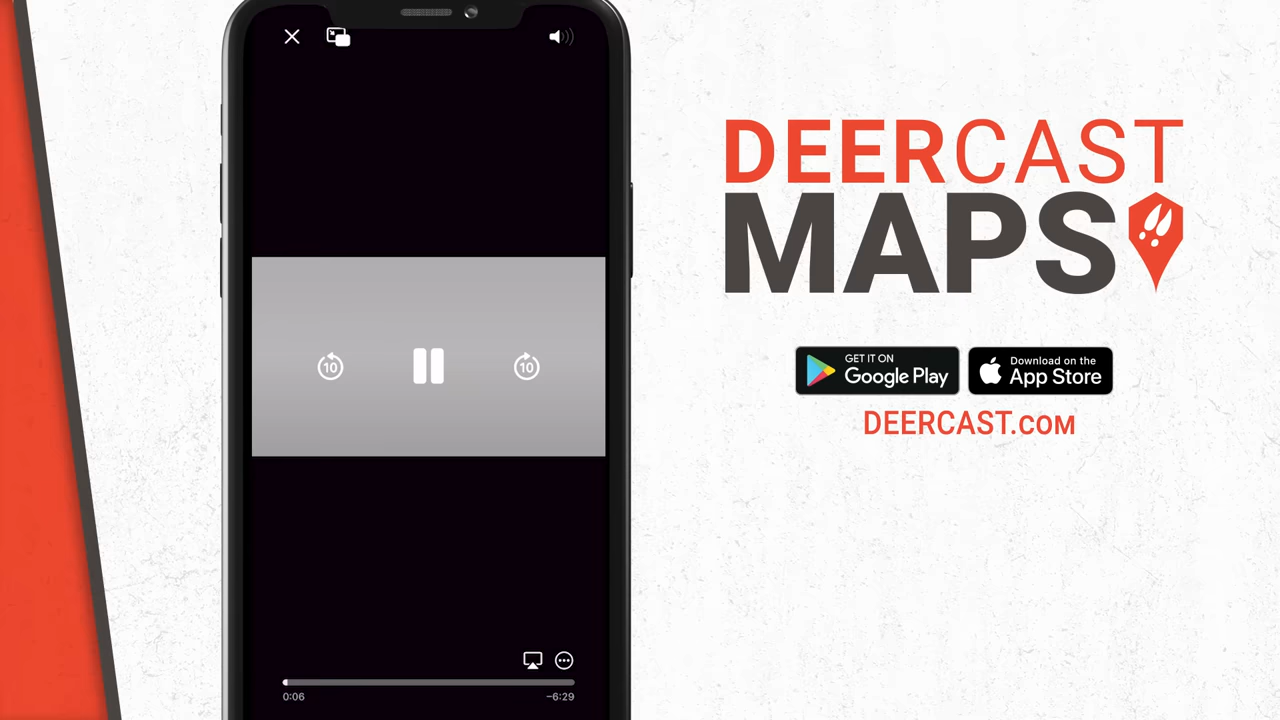 DEERCAST
MAPS
10
10
GET IT ON
Google Play
Download on the
App Store
DEERCAST.COM
0:06
-6:29